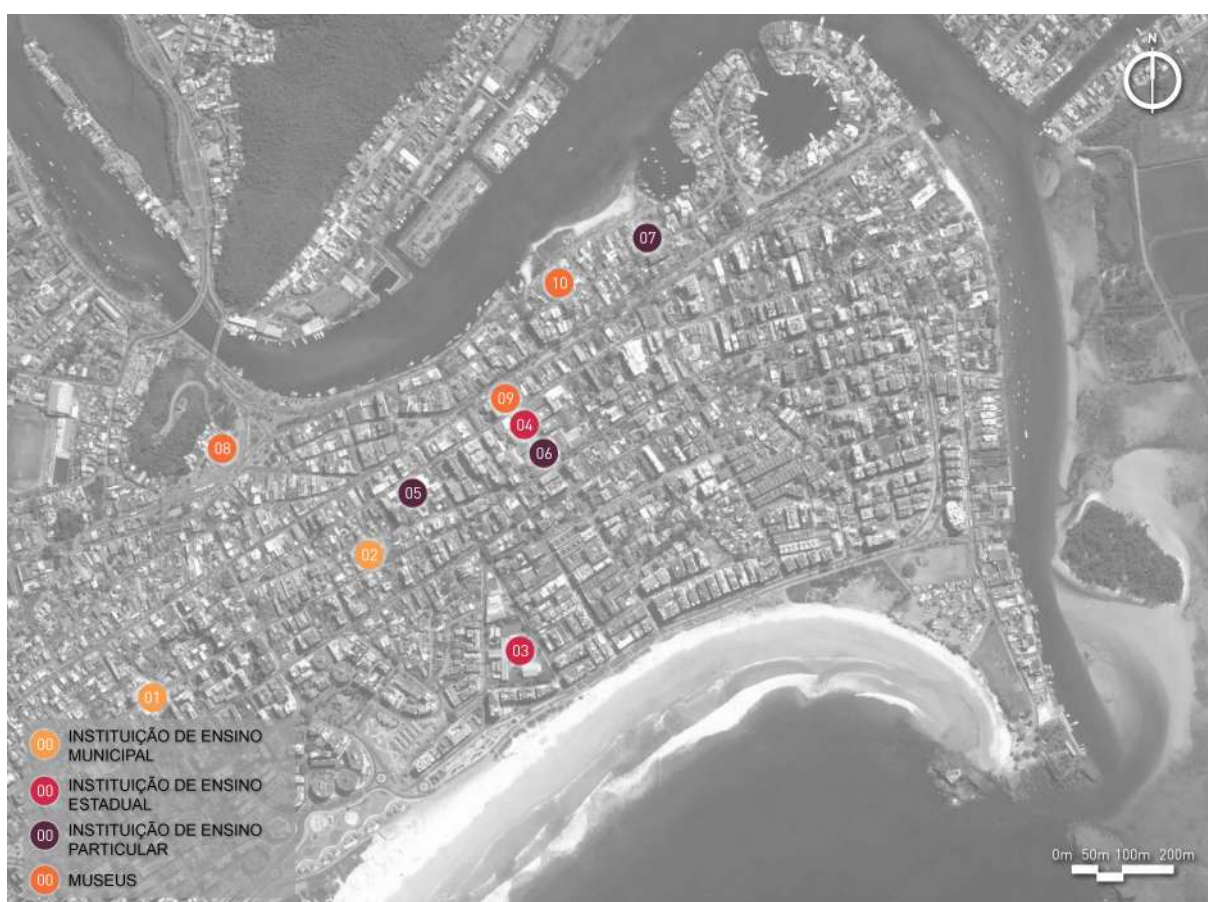 N
07
10
09
04
06
08
05
02
03
01
00 INSTITUIÇÃO DE ENSINO
MUNICIPAL
00 INSTITUIÇÃO DE ENSINO
ESTADUAL
00 INSTITUIÇÃO DE ENSINO
PARTICULAR
00 MUSEUS
0m 50m 100m 200m